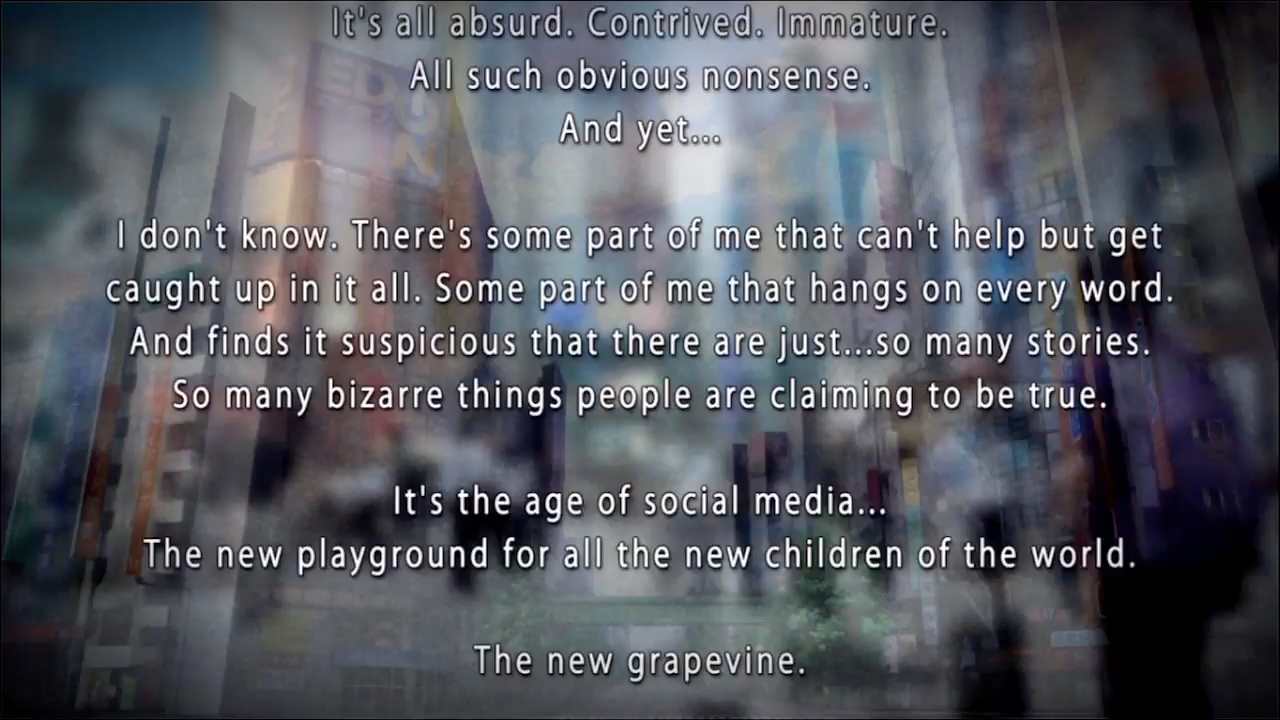 It's all absurd. Contrived. Immature.
All such obvious nonsense.
And yet...
I don't know. There's some part of me that can't help but get
caught up in it all. Some part of me that hangs on every word.
And finds it suspicious that there are just...so many stories.
So many bizarre things people are claiming to be true.
It's the age of social media...
The new playground for all the new children of the world.
The new grapevine.